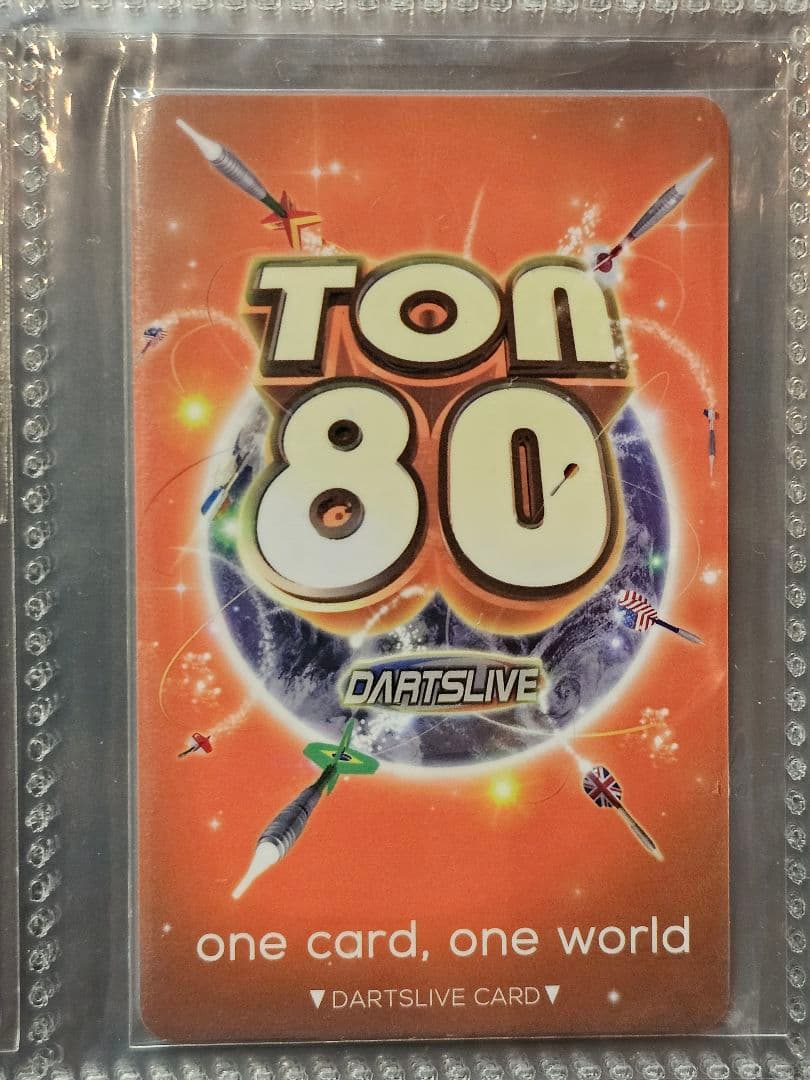 TON
80
DARTSLIVE
one card, one world
▼DARTSLIVE CARD▼